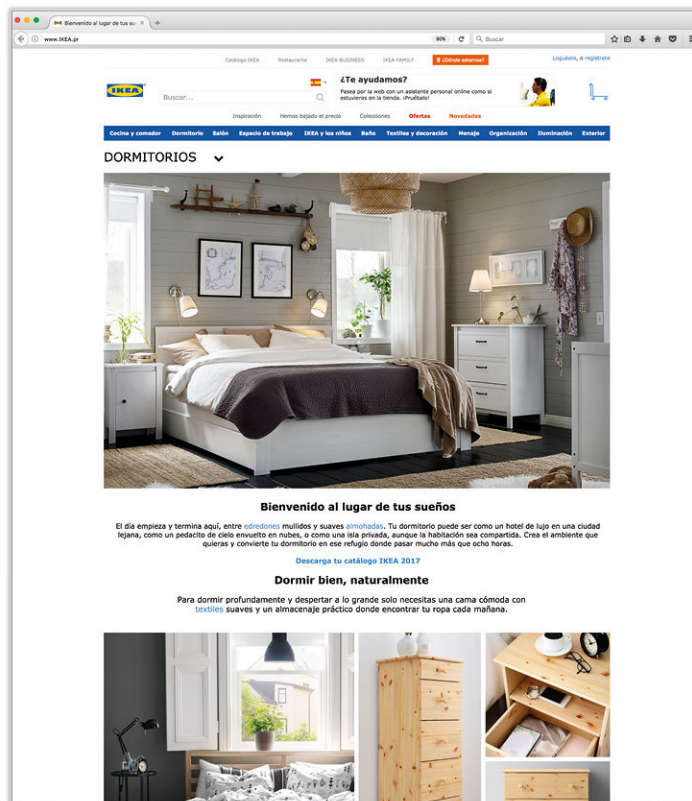 Bienvenido al lugar de tus sue
www.IKEA.pr
90%
Buscar
Catálogo IKEA Restaurante IKEA BUSINESS IKEA FAMILY ¿Dónde estamos? Loguéate, o regístrate
IKEA
Buscar...
¿Te ayudamos?
Pasea por la web con un asistente personal online como si
estuvieras en la tienda. ¡Pruébalo!
Inspiración Hemos bajado el precio Colecciones Ofertas Novedades
Cocina y comedor Dormitorio Salón Espacio de trabajo IKEA y los niños Baño Textiles y decoración Menaje Organización Iluminación Exterior
DORMITORIOS
Bienvenido al lugar de tus sueños
El día empieza y termina aquí, entre edredones mullidos y suaves almohadas. Tu dormitorio puede ser como un hotel de lujo en una ciudad
lejana, como un pedacito de cielo envuelto en nubes, o como una isla privada, aunque la habitación sea compartida. Crea el ambiente que
quieras y convierte tu dormitorio en ese refugio donde pasar mucho más que ocho horas.
Descarga tu catálogo IKEA 2017
Dormir bien, naturalmente
Para dormir profundamente y despertar a lo grande solo necesitas una cama cómoda con
textiles suaves y un almacenaje práctico donde encontrar tu ropa cada mañana.